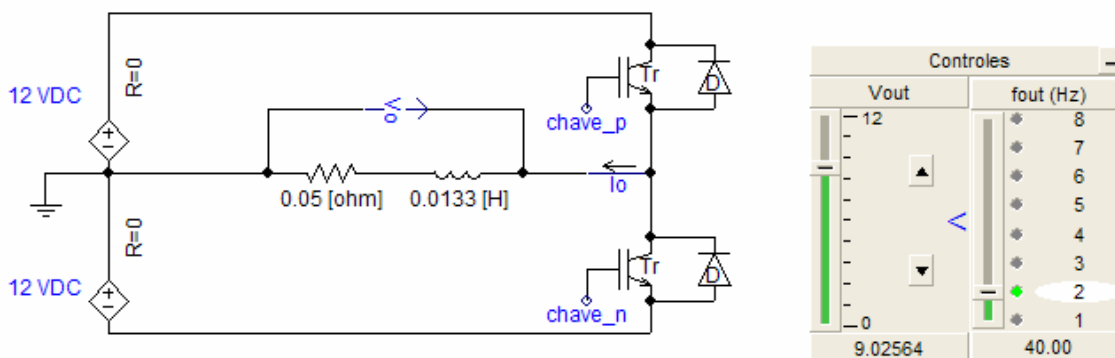 12 VDC
R=0
Tr
D
chave_p
Vo
0.05 [ohm]
0.0133 [H]
Io
12 VDC
R=0
Tr
D
chave_n
Controles
Vout
fout (Hz)
12
0
8
7
6
5
4
3
2
1
9.02564
40.00